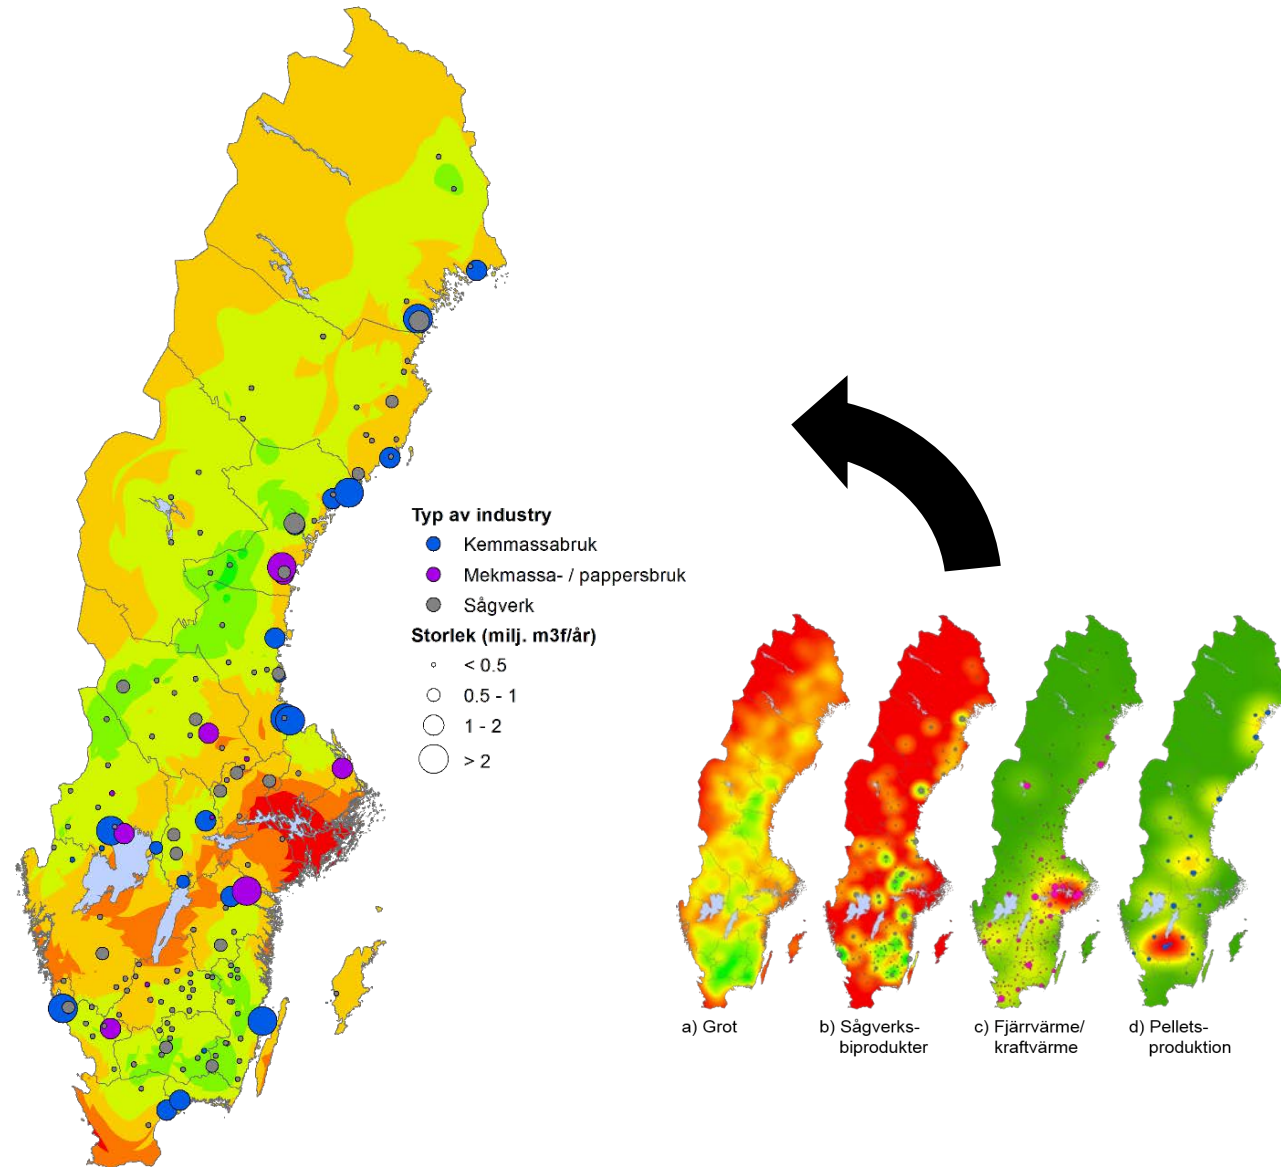 Typ av industry
Kemmassabruk
Mekmassa- / pappersbruk
Sågverk
Storlek (milj. m3f/år)
< 0.5
0.5 - 1
1 - 2
> 2
a) Grot
b) Sågverks-
biprodukter
c) Fjärrvärme/
kraftvärme
d) Pellets-
produktion